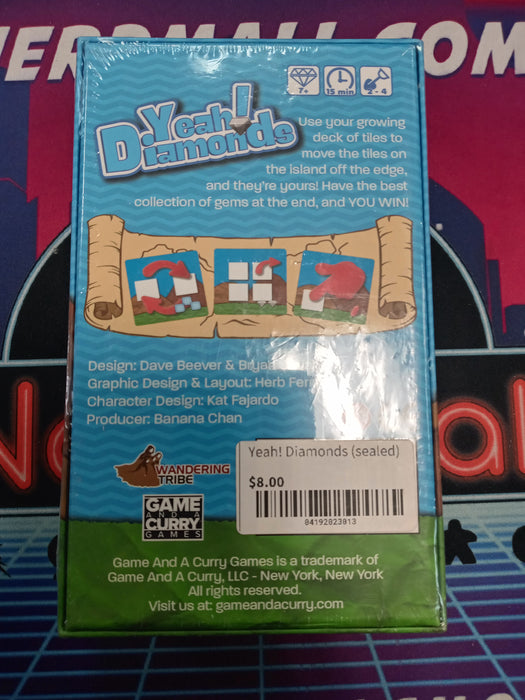 ERDMALL.COM
Yeah!
Diamonds
7+
15 min
2 - 4
Use your growing
deck of tiles to
move the tiles on
the island off the edge,
and they're yours! Have the best
collection of gems at the end, and YOU WIN!
Design: Dave Beever &
Graphic Design & Layout: Herb
Character Design: Kat Fajardo
Producer: Banana Chan
WANDERING
TRIBE
GAME
AND A
CURRY
GAMES
Yeah! Diamonds (sealed)
$8.00
04192023013
Game And A Curry Games is a trademark of
Game And A Curry, LLC - New York, New York
All rights reserved.
Visit us at: gameandacurry.com